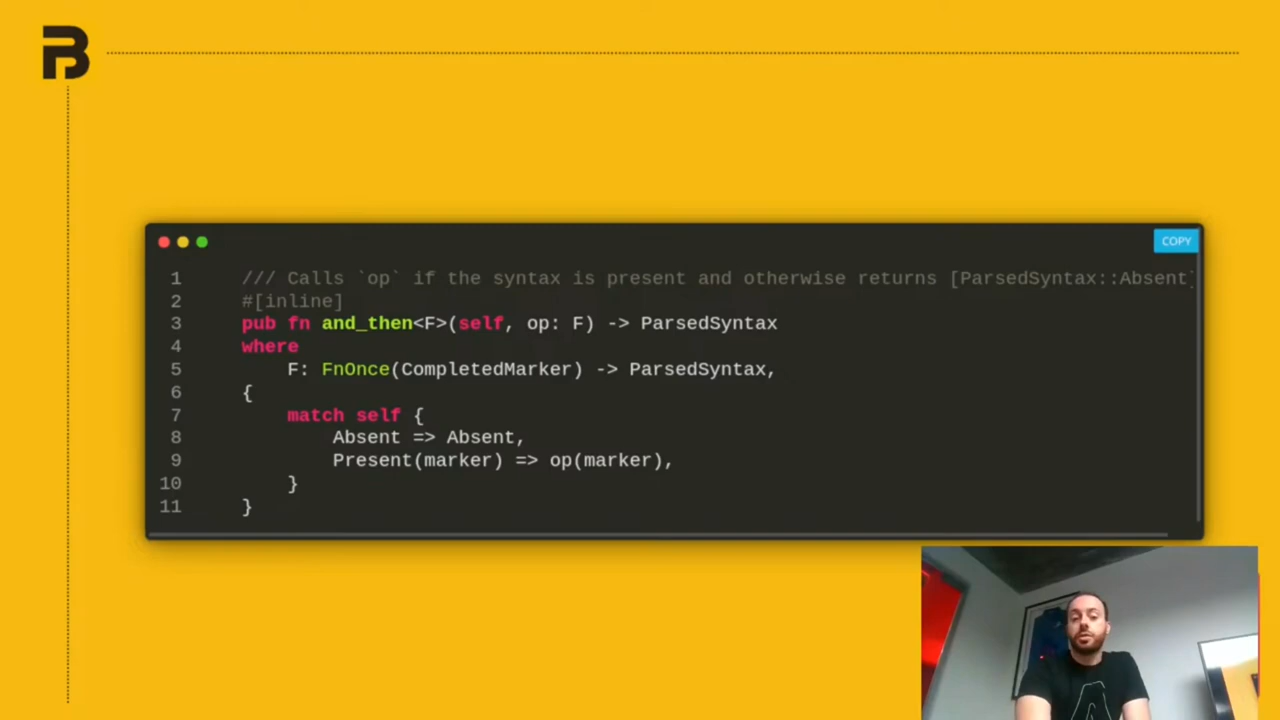 B
COPY
1 /// Calls `op` if the syntax is present and otherwise returns [ParsedSyntax::Absent]
2 #[inline]
3 pub fn and_then<F>(self, op: F) -> ParsedSyntax
4 where
5 F: FnOnce(CompletedMarker) -> ParsedSyntax,
6 {
7 match self {
8 Absent => Absent,
9 Present(marker) => op(marker),
10 }
11 }